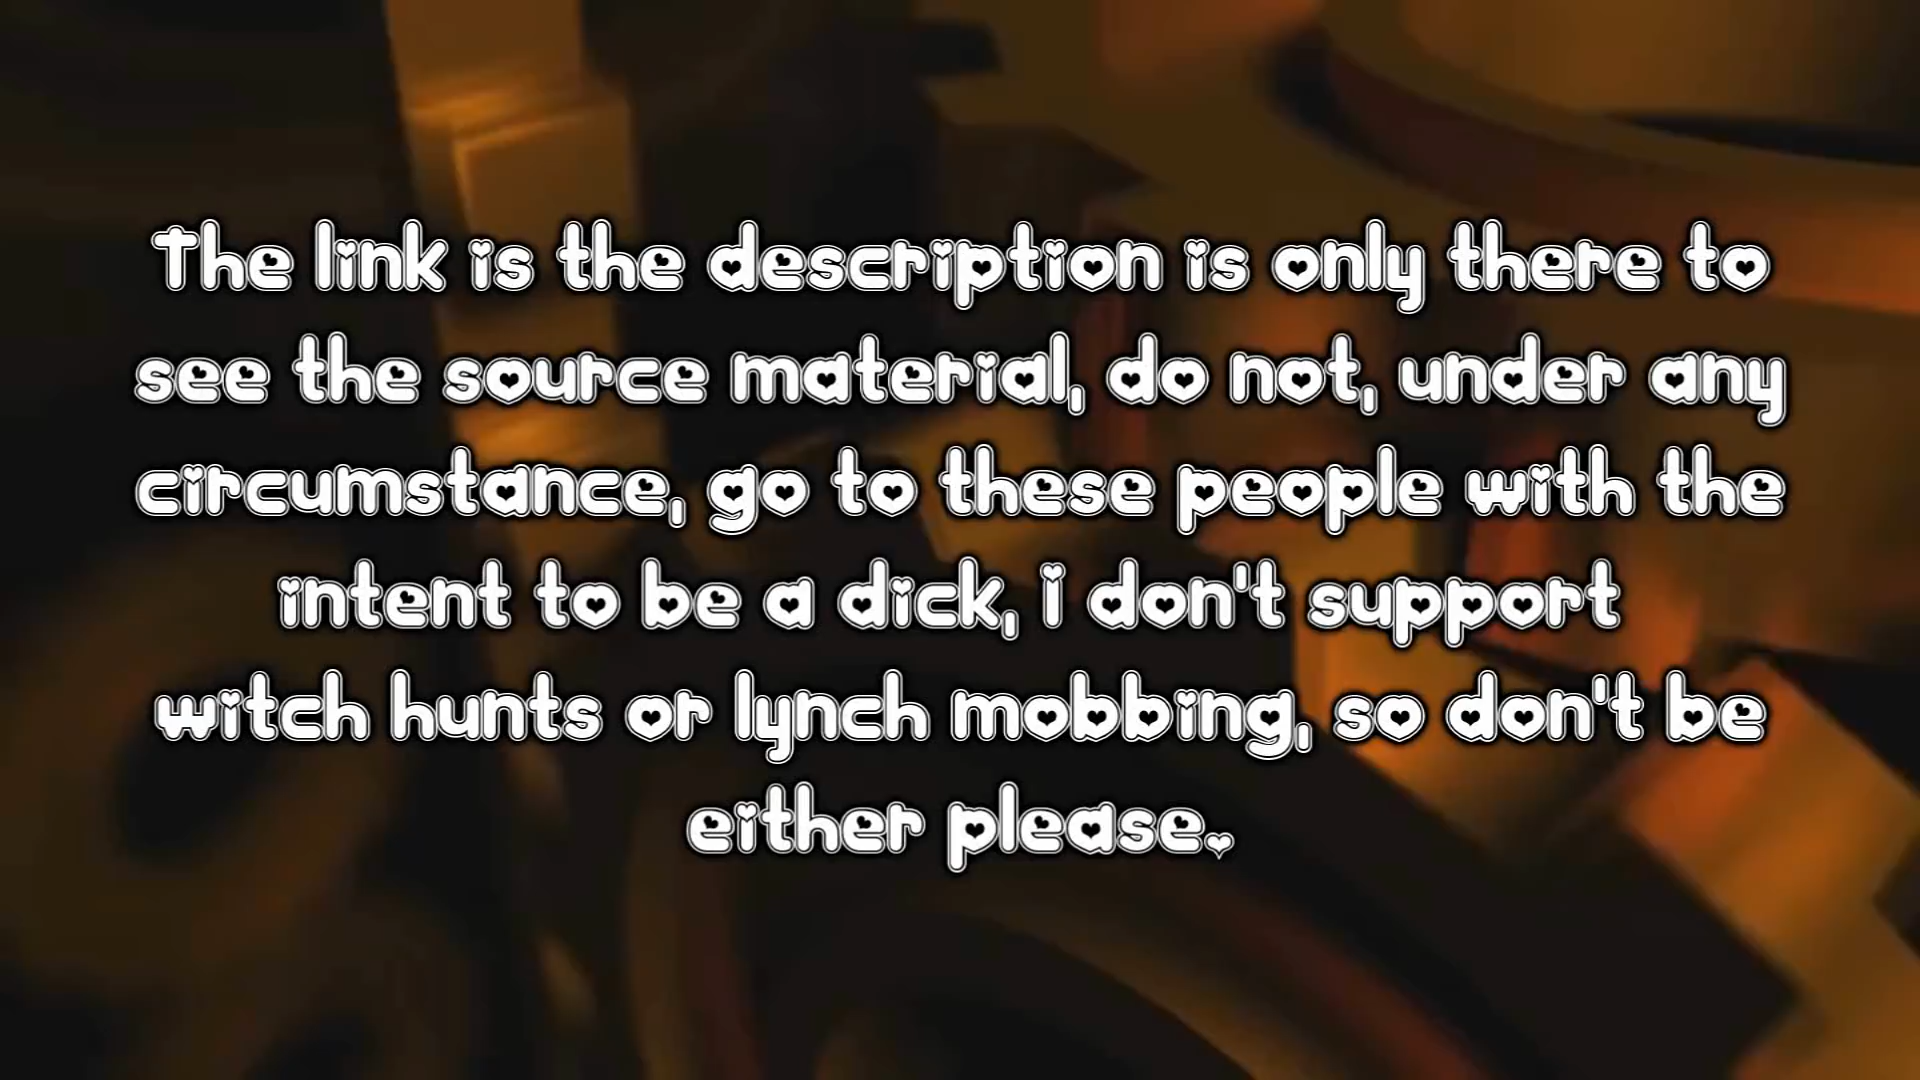 The link is the description is only there to
see the source material, do not, under any
circumstance, go to these people with the
intent to be a dick, i don't support
witch hunts or lynch mobbing, so don't be
either please.